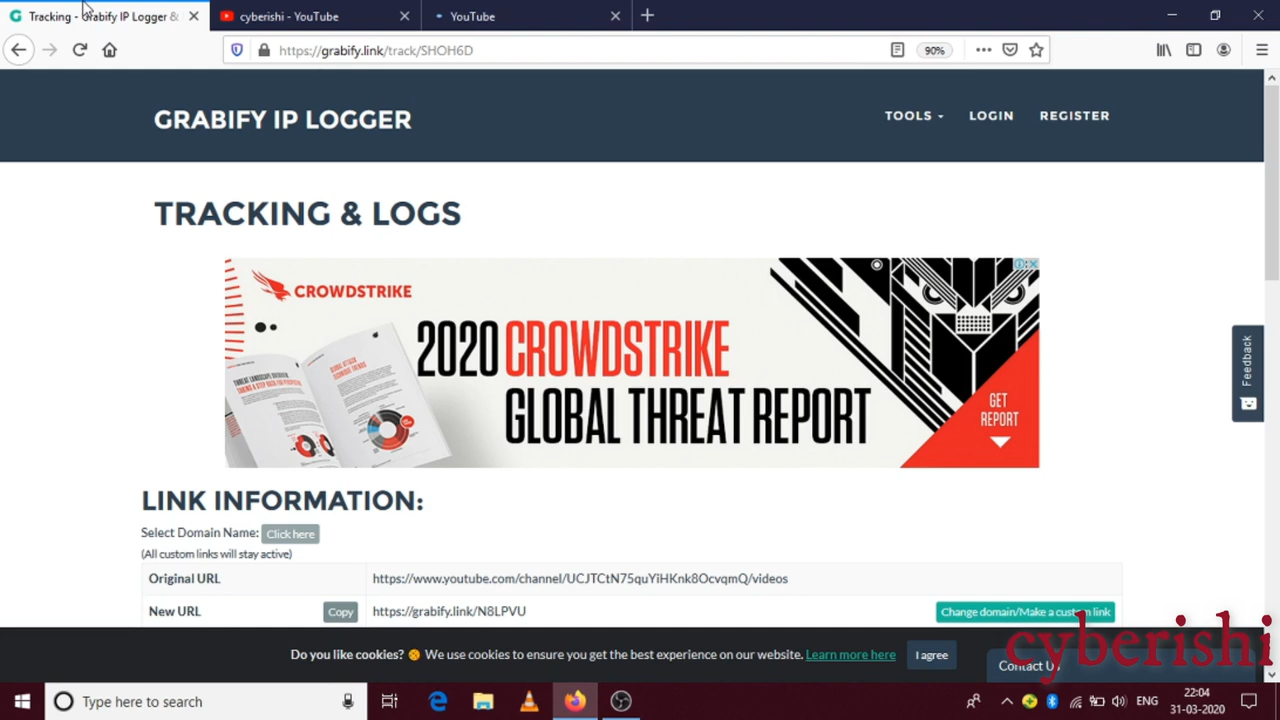 Tracking - Grabify IP Logger &
cyberishi - YouTube
YouTube
https://grabify.link/track/SHOH6D
90%
GRABIFY IP LOGGER
TOOLS
LOGIN
REGISTER
TRACKING & LOGS
CROWDSTRIKE
2020 CROWDSTRIKE
GLOBAL THREAT REPORT
GET
REPORT
Feedback
LINK INFORMATION:
Select Domain Name: Click here
(All custom links will stay active)
Original URL https://www.youtube.com/channel/UCJTCtN75quYiHKnk8OcvqmQ/videos
New URL Copy https://grabify.link/N8LPVU Change domain/Make a custom link
Do you like cookies? We use cookies to ensure you get the best experience on our website. Learn more here I agree
cyberishi
Contact U
Type here to search
ENG
22:04
31-03-2020